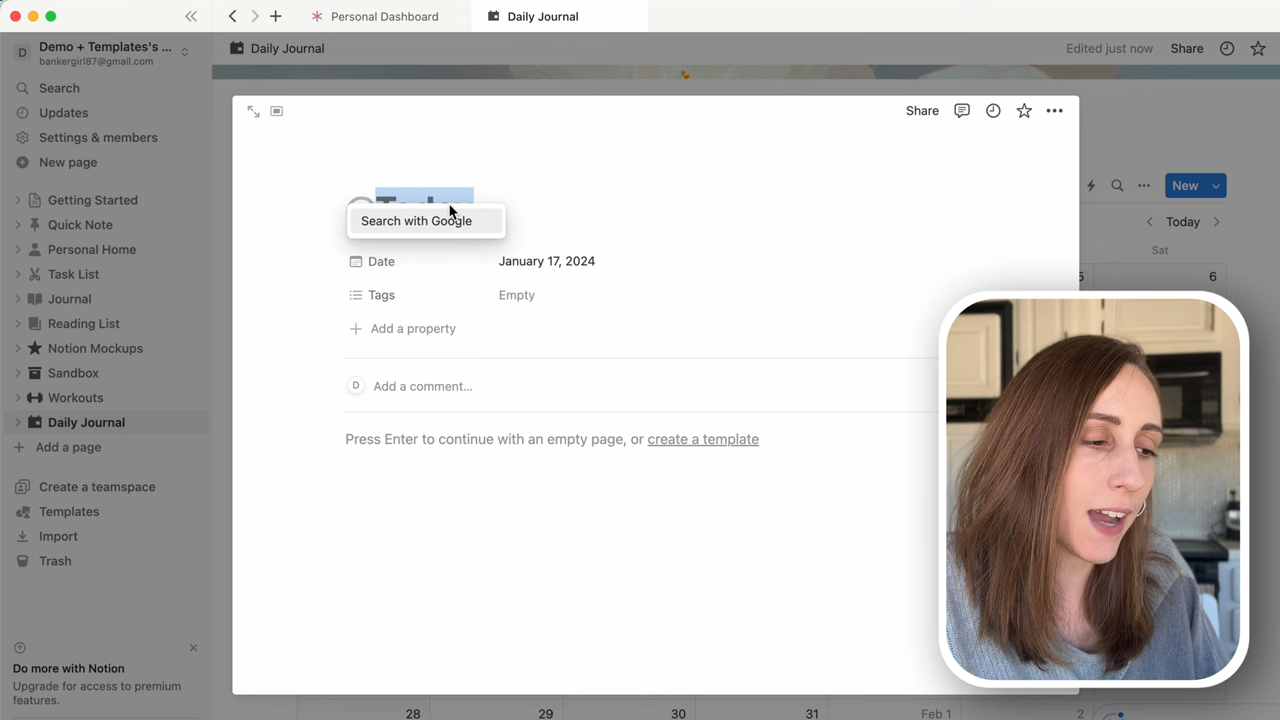 Personal Dashboard
Daily Journal
D
Demo + Templates's ...
bankergirl87@gmail.com
Daily Journal
Edited just now
Share
Search
Updates
Settings & members
New page
Getting Started
Quick Note
Personal Home
Task List
Journal
Reading List
Notion Mockups
Sandbox
Workouts
Daily Journal
Add a page
Create a teamspace
Templates
Import
Trash
Do more with Notion
Upgrade for access to premium
features.
Share
@Today
Search with Google
Date
January 17, 2024
Tags
Empty
Add a property
D
Add a comment...
Press Enter to continue with an empty page, or create a template
New
Today
Sat
5
6
28
29
30
31
Feb 1
2